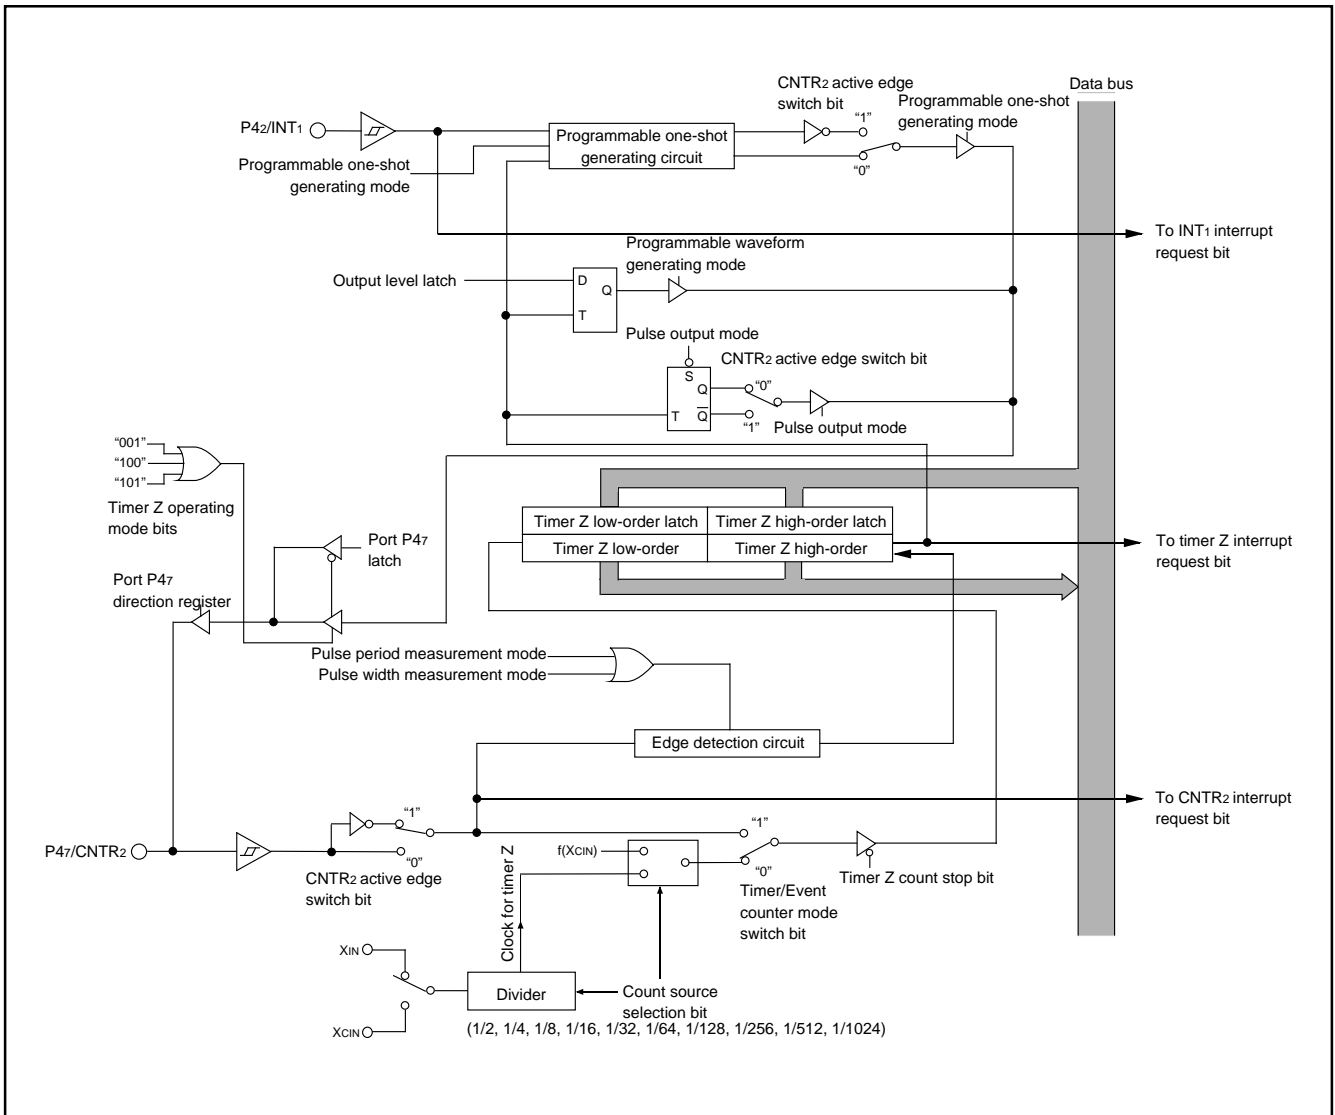 CNTR2 active edge
switch bit
Data bus
Programmable one-shot
generating mode
P42/INT1
"1"
Programmable one-shot
generating circuit
"0"
Programmable one-shot
generating mode
To INT1 interrupt
request bit
Programmable waveform
generating mode
Output level latch
D
Q
T
Pulse output mode
CNTR2 active edge switch bit
S
Q
"0"
T
Q̅
"1"
Pulse output mode
"001"
"100"
"101"
Timer Z operating
mode bits
Timer Z low-order latch
Timer Z high-order latch
Timer Z low-order
Timer Z high-order
To timer Z interrupt
request bit
Port P47
latch
Port P47
direction register
Pulse period measurement mode
Pulse width measurement mode
Edge detection circuit
To CNTR2 interrupt
request bit
"1"
"1"
P47/CNTR2
"0"
CNTR2 active edge
switch bit
f(XCIN)
"0"
Timer/Event
counter mode
switch bit
Timer Z count stop bit
Clock for timer Z
XIN
Divider
Count source
selection bit
XCIN
(1/2, 1/4, 1/8, 1/16, 1/32, 1/64, 1/128, 1/256, 1/512, 1/1024)